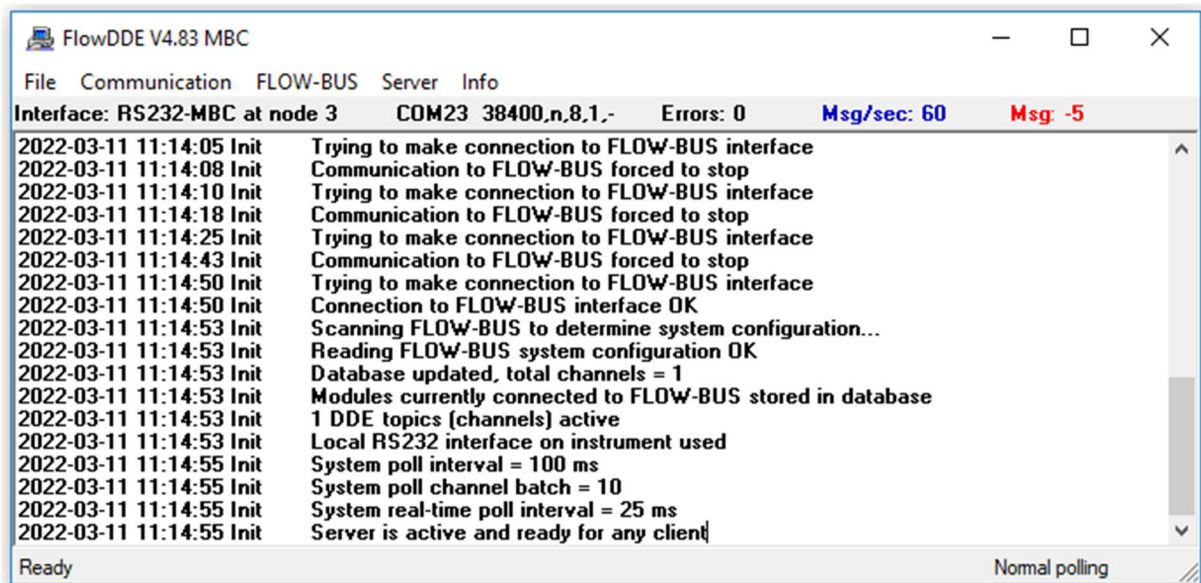 FlowDDE V4.83 MBC
File Communication FLOW-BUS Server Info
Interface: RS232-MBC at node 3 COM23 38400,n,8,1,- Errors: 0 Msg/sec: 60 Msg: -5
2022-03-11 11:14:05 Init Trying to make connection to FLOW-BUS interface
2022-03-11 11:14:08 Init Communication to FLOW-BUS forced to stop
2022-03-11 11:14:10 Init Trying to make connection to FLOW-BUS interface
2022-03-11 11:14:18 Init Communication to FLOW-BUS forced to stop
2022-03-11 11:14:25 Init Trying to make connection to FLOW-BUS interface
2022-03-11 11:14:43 Init Communication to FLOW-BUS forced to stop
2022-03-11 11:14:50 Init Trying to make connection to FLOW-BUS interface
2022-03-11 11:14:50 Init Connection to FLOW-BUS interface OK
2022-03-11 11:14:53 Init Scanning FLOW-BUS to determine system configuration...
2022-03-11 11:14:53 Init Reading FLOW-BUS system configuration OK
2022-03-11 11:14:53 Init Database updated, total channels = 1
2022-03-11 11:14:53 Init Modules currently connected to FLOW-BUS stored in database
2022-03-11 11:14:53 Init 1 DDE topics (channels) active
2022-03-11 11:14:53 Init Local RS232 interface on instrument used
2022-03-11 11:14:55 Init System poll interval = 100 ms
2022-03-11 11:14:55 Init System poll channel batch = 10
2022-03-11 11:14:55 Init System real-time poll interval = 25 ms
2022-03-11 11:14:55 Init Server is active and ready for any client
Ready Normal polling